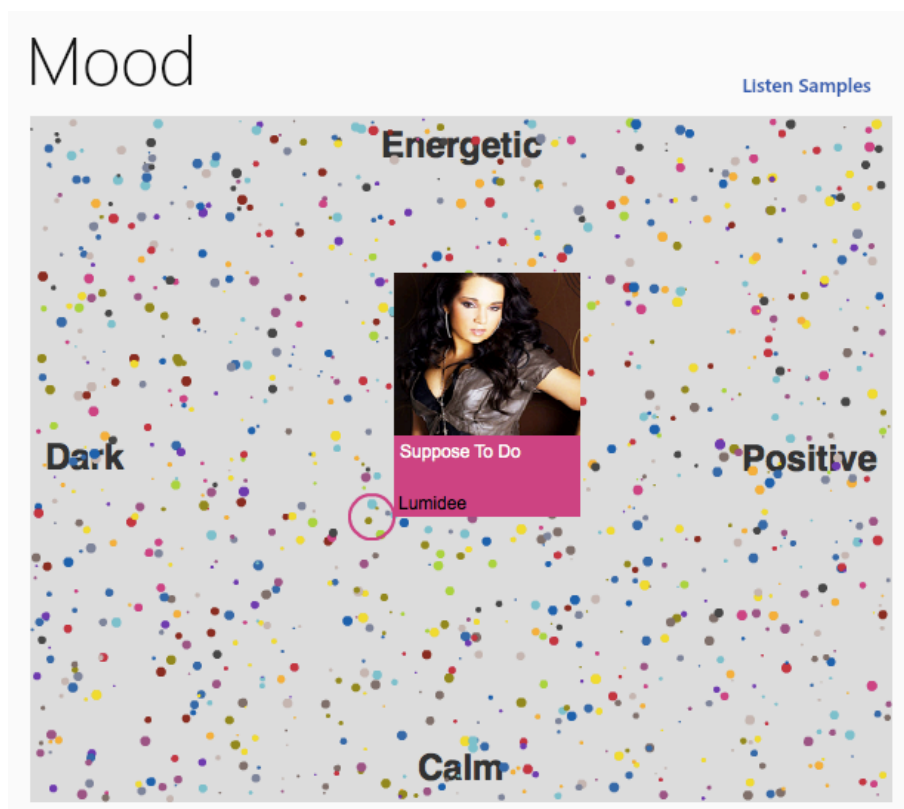 Mood
Listen Samples
Energetic
Suppose To Do
Dark
Positive
Lumidee
Calm